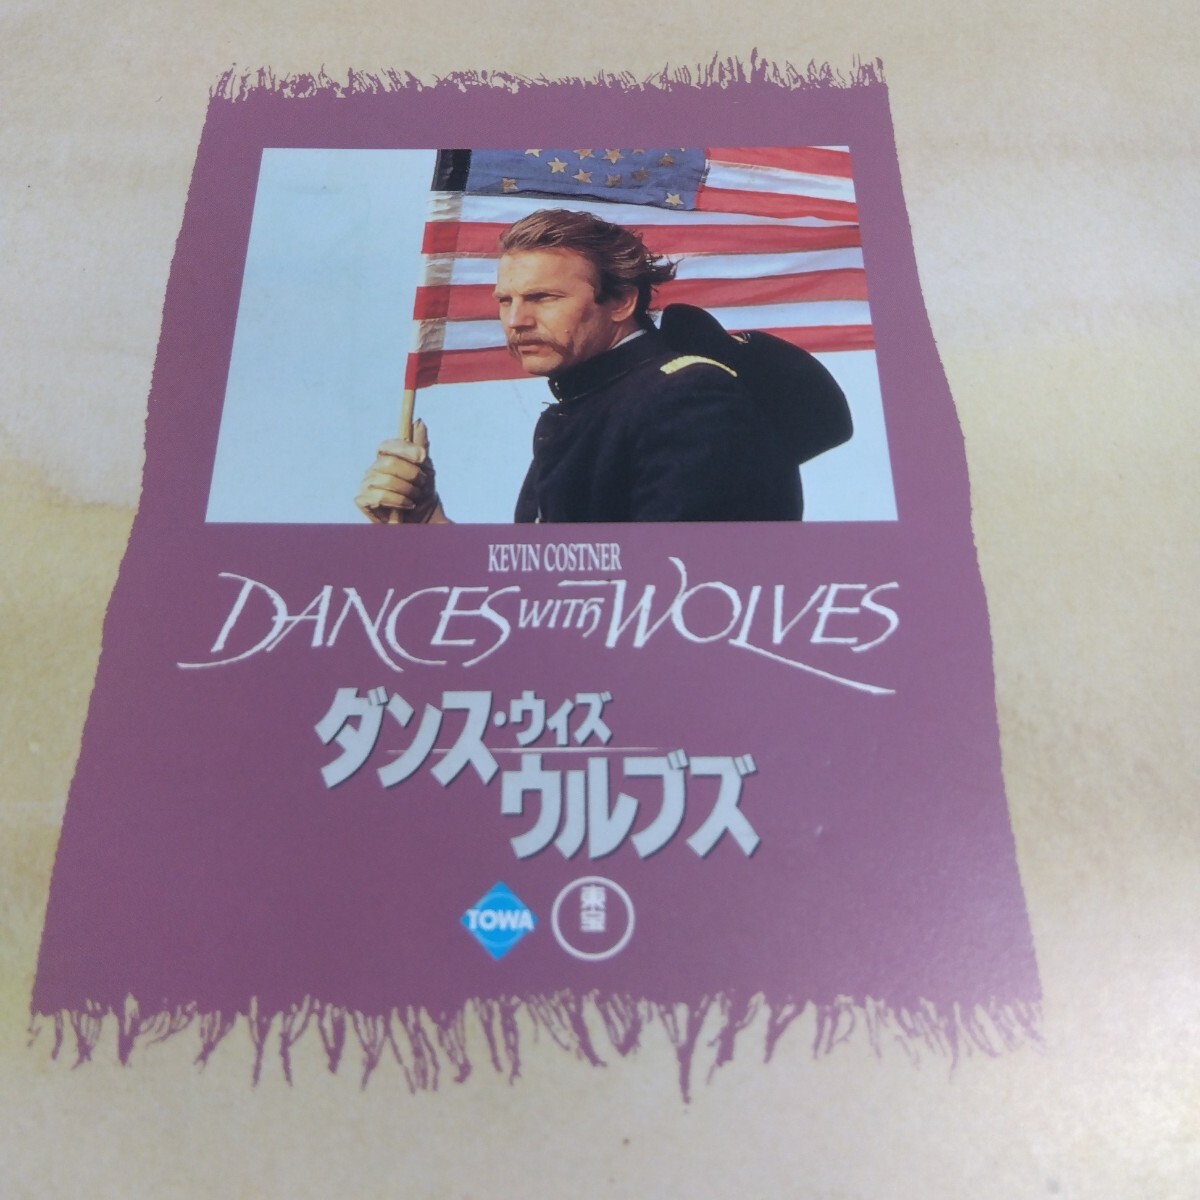 KEVIN COSTNER
DANCES WITH WOLVES
ダンス・ウィズ
ウルブズ
TOWA
東宝